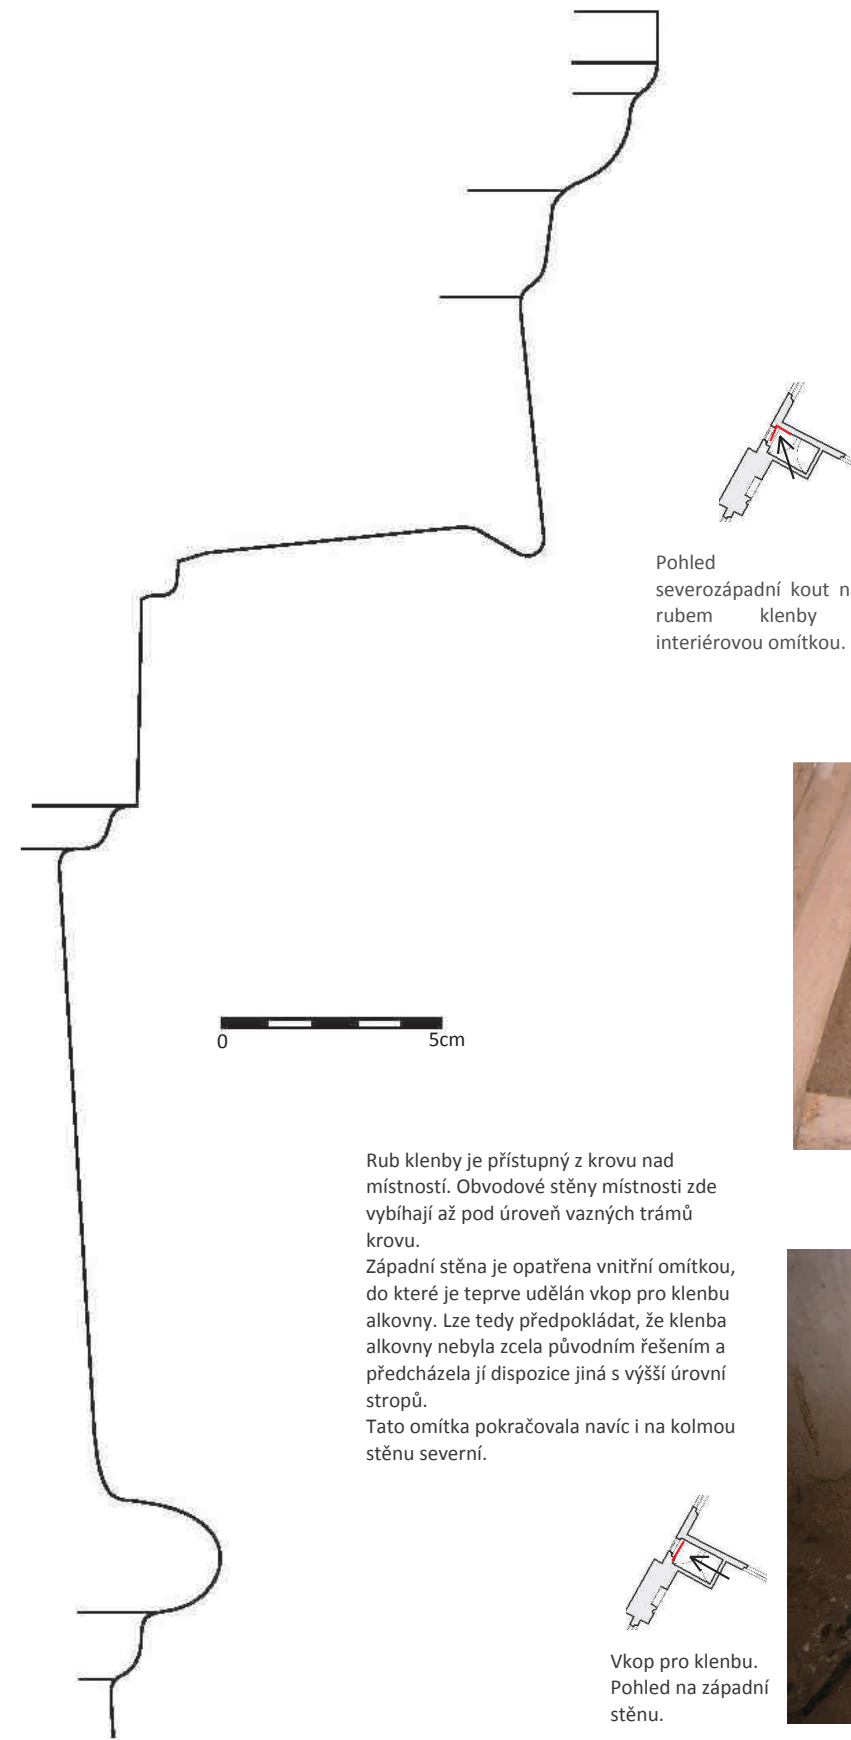 Pohled
severozápadní kout
rubem klenby
interiérovou omítkou.
0 5cm
Rub klenby je přístupný z krovu nad
místností. Obvodové stěny místnosti zde
vybíhají až pod úroveň vazných trámů
krovu.
Západní stěna je opatřena vnitřní omítkou,
do které je teprve udělán vkop pro klenbu
alkovny. Lze tedy předpokládat, že klenba
alkovny nebyla zcela původním řešením a
předcházela jí dispozice jiná s výšší úrovní
stropů.
Tato omítka pokračovala navíc i na kolmou
stěnu severní.
Vkop pro klenbu.
Pohled na západní
stěnu.